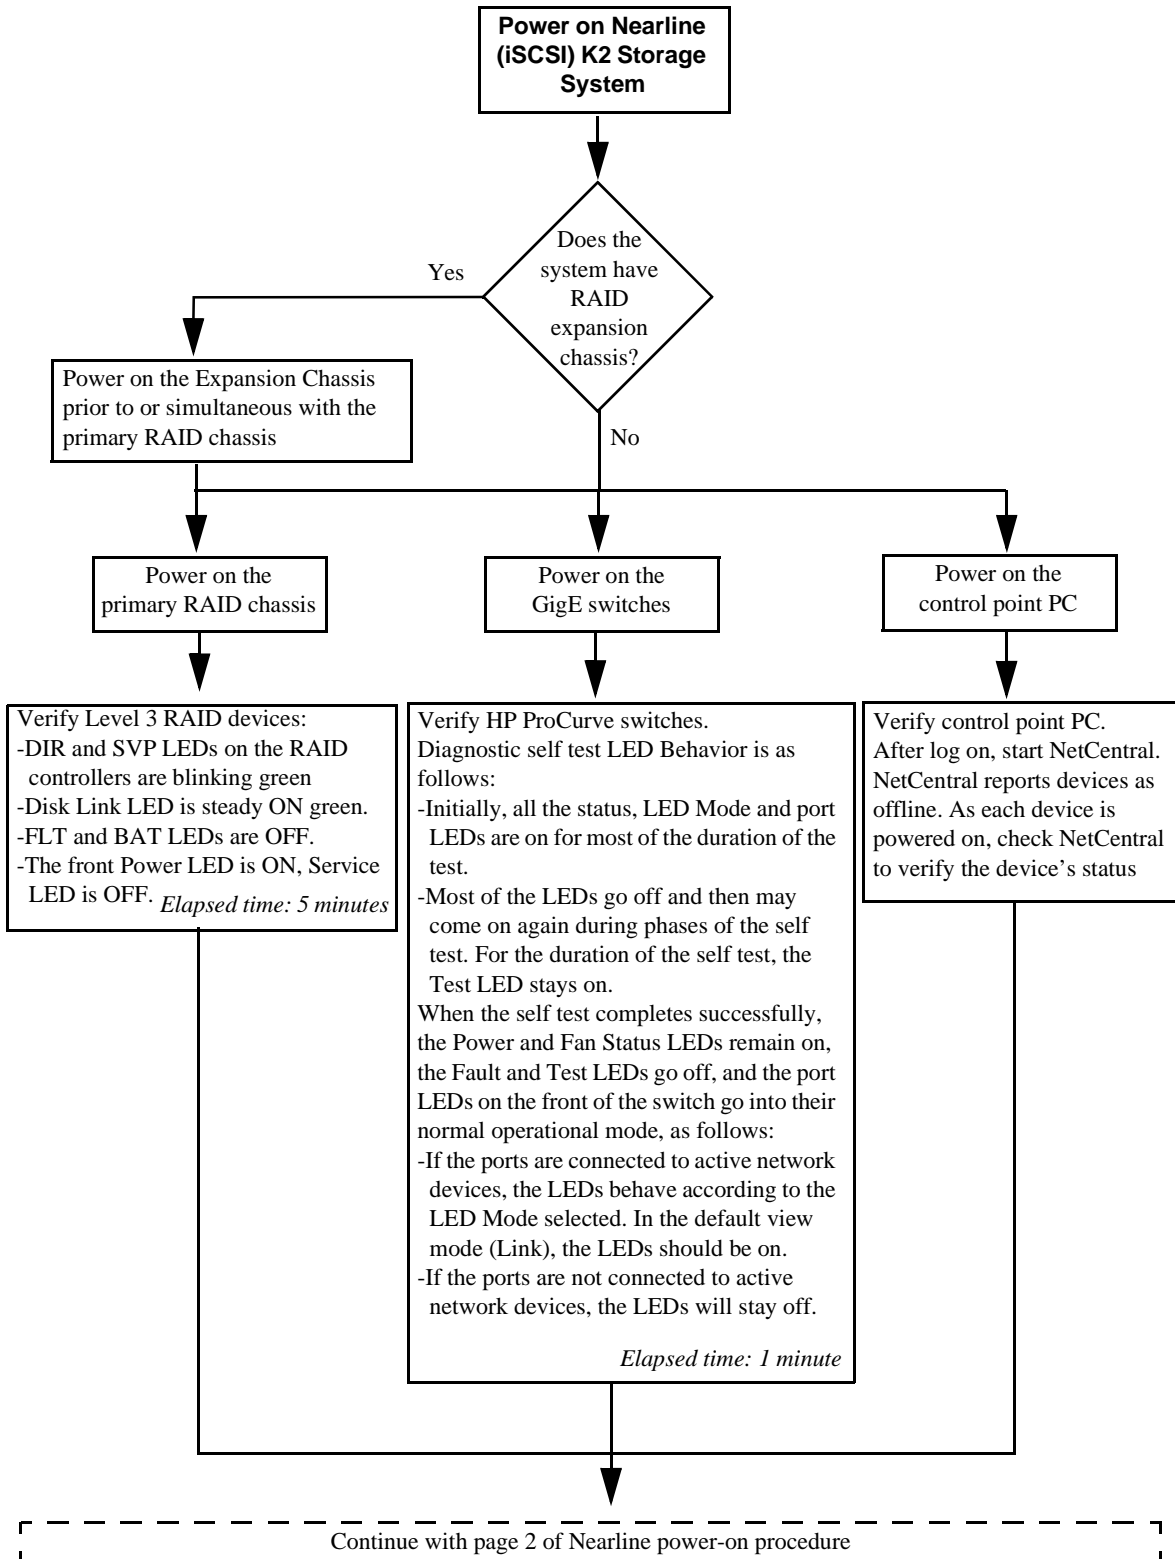 Power on Nearline
(iSCSI) K2 Storage
System
Does the
system have
RAID
expansion
chassis?
Yes
No
Power on the Expansion Chassis
prior to or simultaneous with the
primary RAID chassis
Power on the
primary RAID chassis
Power on the
GigE switches
Power on the
control point PC
Verify Level 3 RAID devices:
-DIR and SVP LEDs on the RAID
controllers are blinking green
-Disk Link LED is steady ON green.
-FLT and BAT LEDs are OFF.
-The front Power LED is ON, Service
LED is OFF.
Elapsed time: 5 minutes
Verify HP ProCurve switches.
Diagnostic self test LED Behavior is as
follows:
-Initially, all the status, LED Mode and port
LEDs are on for most of the duration of the
test.
-Most of the LEDs go off and then may
come on again during phases of the self
test. For the duration of the self test, the
Test LED stays on.
When the self test completes successfully,
the Power and Fan Status LEDs remain on,
the Fault and Test LEDs go off, and the port
LEDs on the front of the switch go into their
normal operational mode, as follows:
-If the ports are connected to active network
devices, the LEDs behave according to the
LED Mode selected. In the default view
mode (Link), the LEDs should be on.
-If the ports are not connected to active
network devices, the LEDs will stay off.
Elapsed time: 1 minute
Verify control point PC.
After log on, start NetCentral.
NetCentral reports devices as
offline. As each device is
powered on, check NetCentral
to verify the device’s status
Continue with page 2 of Nearline power-on procedure